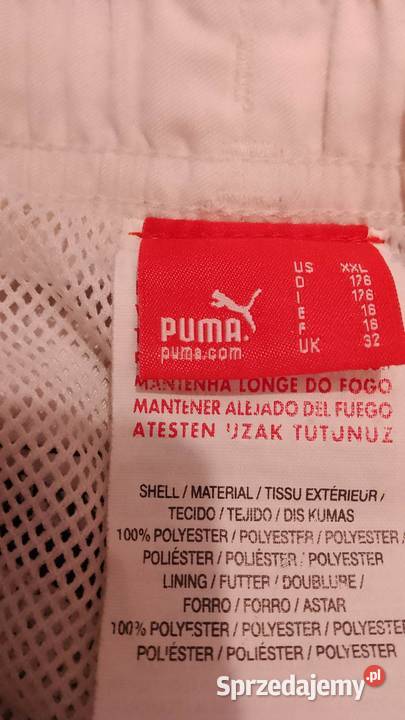 PUMA
puma.com
US XXL
D 176
I 176
E 16
F 16
UK 32
MANTENHA LONGE DO FOGO
MANTENER ALEJADO DEL FUEGO
ATESTEN UZAK TUTUNUZ
SHELL / MATERIAL / TISSU EXTÉRIEUR /
TECIDO / TEJIDO / DIS KUMAS
100% POLYESTER / POLYESTER / POLYESTER /
POLIÉSTER / POLIÉSTER / POLYESTER
LINING / FUTTER / DOUBLURE /
FORRO / FORRO / ASTAR
100% POLYESTER / POLYESTER / POLYESTE
POLIÉSTER / POLIÉSTER / POLYESTER
Sprzedajemy.pl